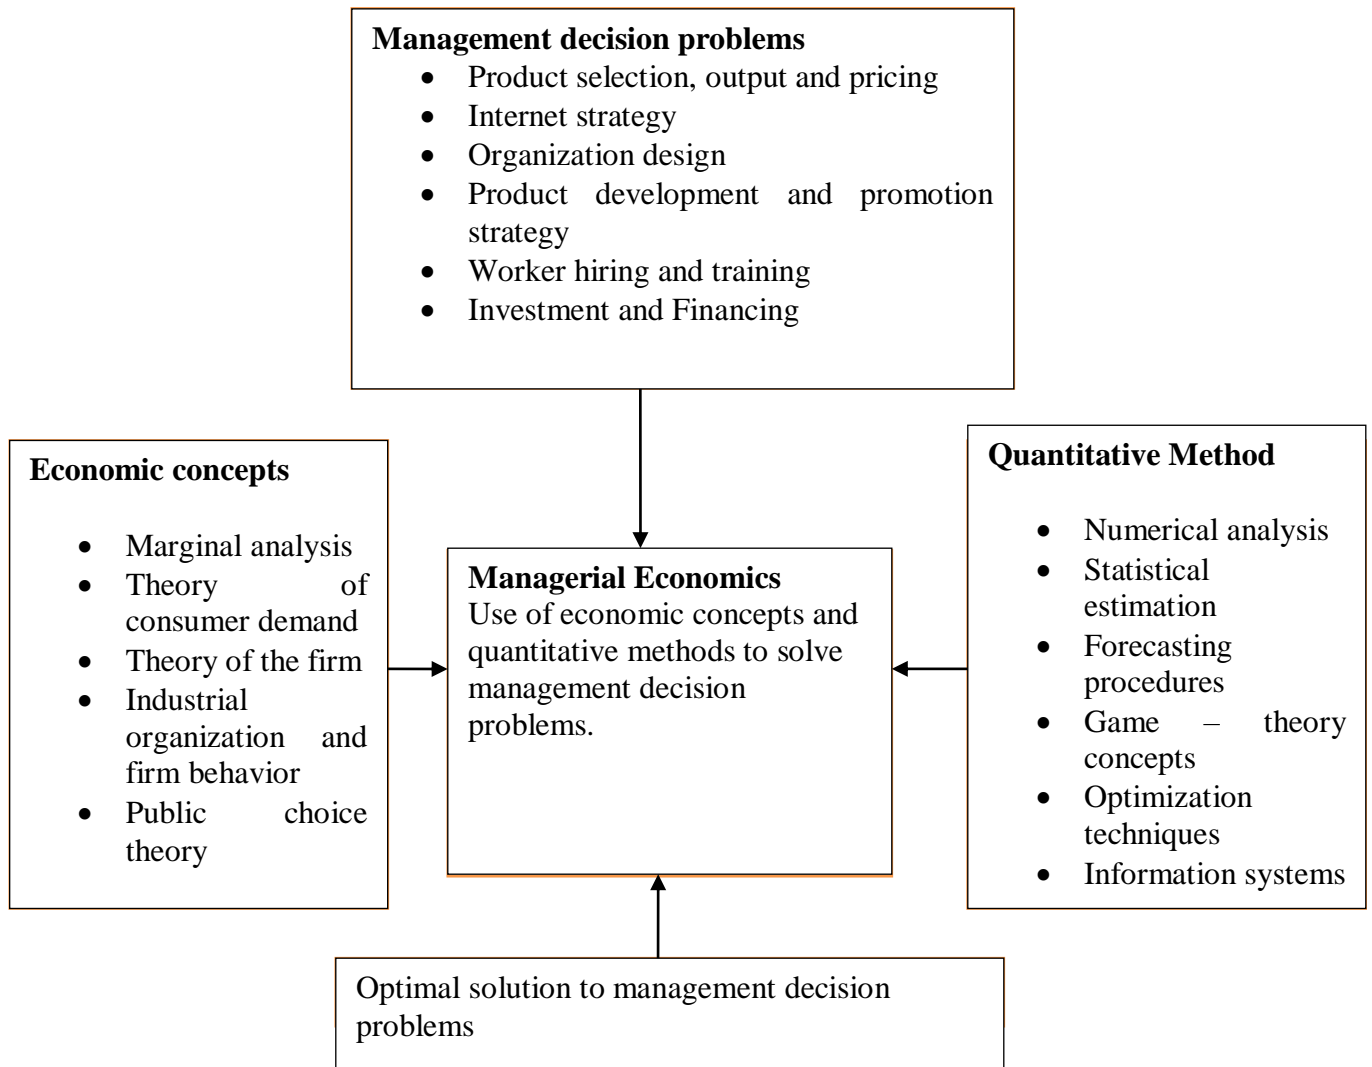 Management decision problems
• Product selection, output and pricing
• Internet strategy
• Organization design
• Product development and promotion
strategy
• Worker hiring and training
• Investment and Financing
Economic concepts
• Marginal analysis
• Theory of
consumer demand
• Theory of the firm
• Industrial
organization and
firm behavior
• Public choice
theory
Managerial Economics
Use of economic concepts and
quantitative methods to solve
management decision
problems.
Quantitative Method
• Numerical analysis
• Statistical
estimation
• Forecasting
procedures
• Game – theory
concepts
• Optimization
techniques
• Information systems
Optimal solution to management decision
problems